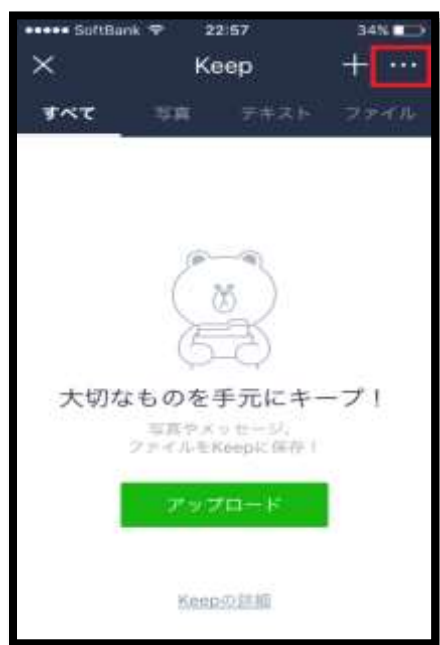 SoftBank 22:57 34%
Keep
すべて 写真 テキスト ファイル
大切なものを手元にキープ！
写真やメッセージ、
ファイルをKeepに保存！
アップロード
Keepの詳細